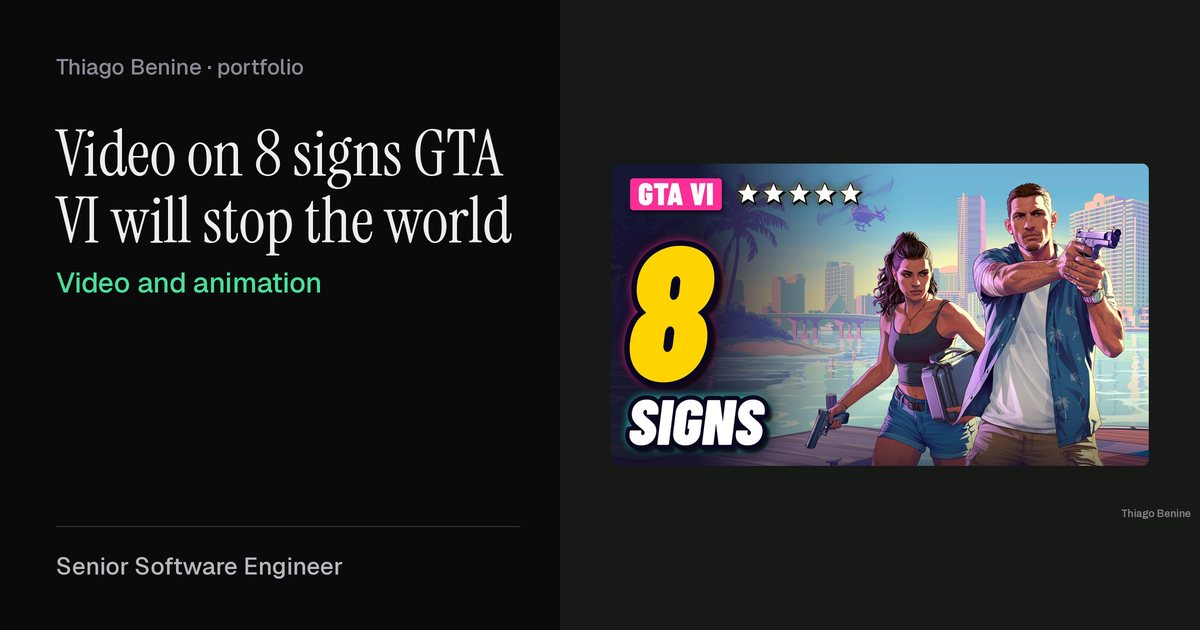 Thiago Benine · portfolio
Video on 8 signs GTA
VI will stop the world
Video and animation
GTA VI
8
SIGNS
Thiago Benine
Senior Software Engineer